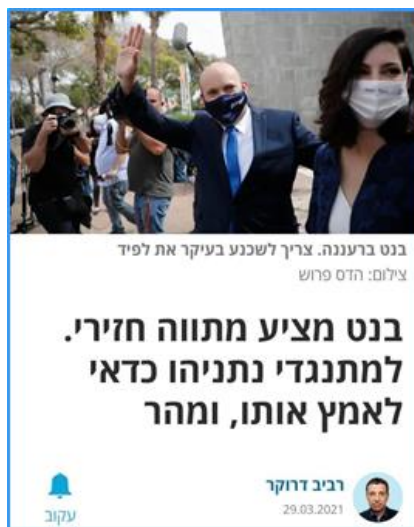 בנט ברעננה. צריך לשכנע בעיקר את לפיד
צילום: הדס פרוש
בנט מציע מתווה חזירי.
למתנגדי נתניהו כדאי
לאמץ אותו, ומהר
רביב דרוקר
29.03.2021
עקוב